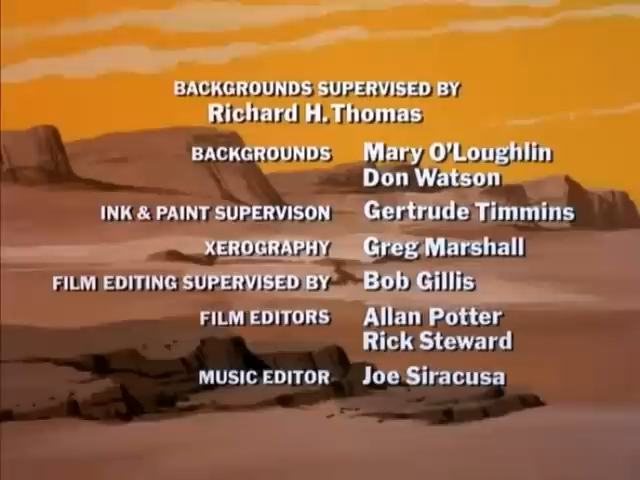 BACKGROUNDS SUPERVISED BY
Richard H. Thomas
BACKGROUNDS Mary O'Loughlin
Don Watson
INK & PAINT SUPERVISON Gertrude Timmins
XEROGRAPHY Greg Marshall
FILM EDITING SUPERVISED BY Bob Gillis
FILM EDITORS Allan Potter
Rick Steward
MUSIC EDITOR Joe Siracusa